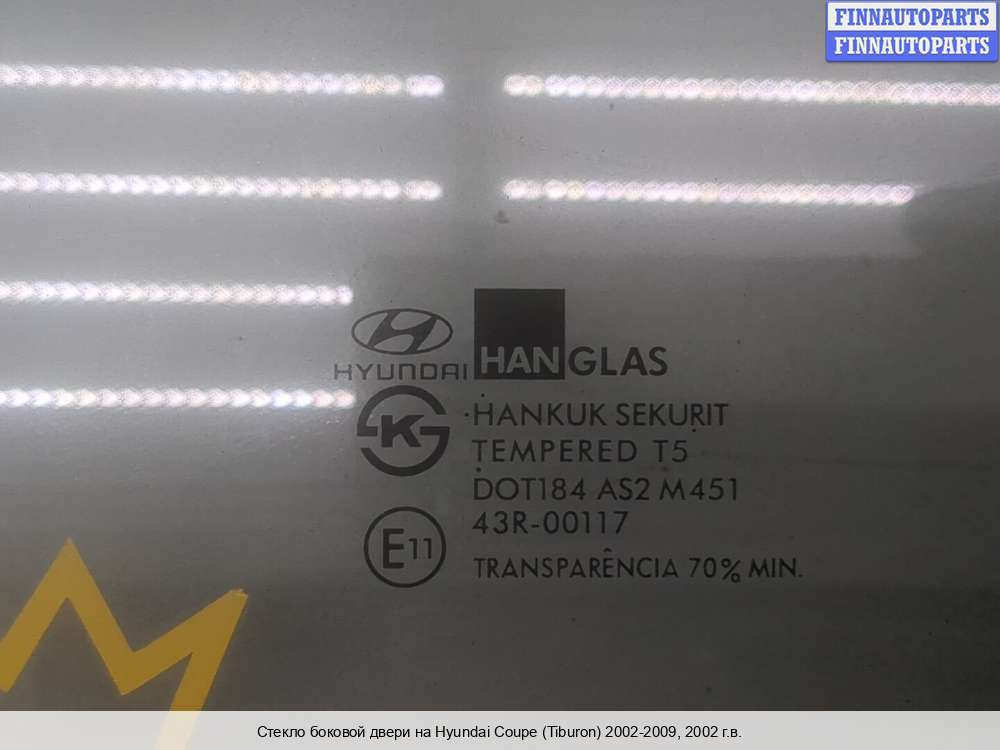 FINNAUTOPARTS
FINNAUTOPARTS
HYUNDAI
HANGLAS
K
HANKUK SEKURIT
TEMPERED T5
DOT184 AS2 M451
43R-00117
E11
TRANSPARÊNCIA 70% MIN.
Стекло боковой двери на Hyundai Coupe (Tiburon) 2002-2009, 2002 г.в.